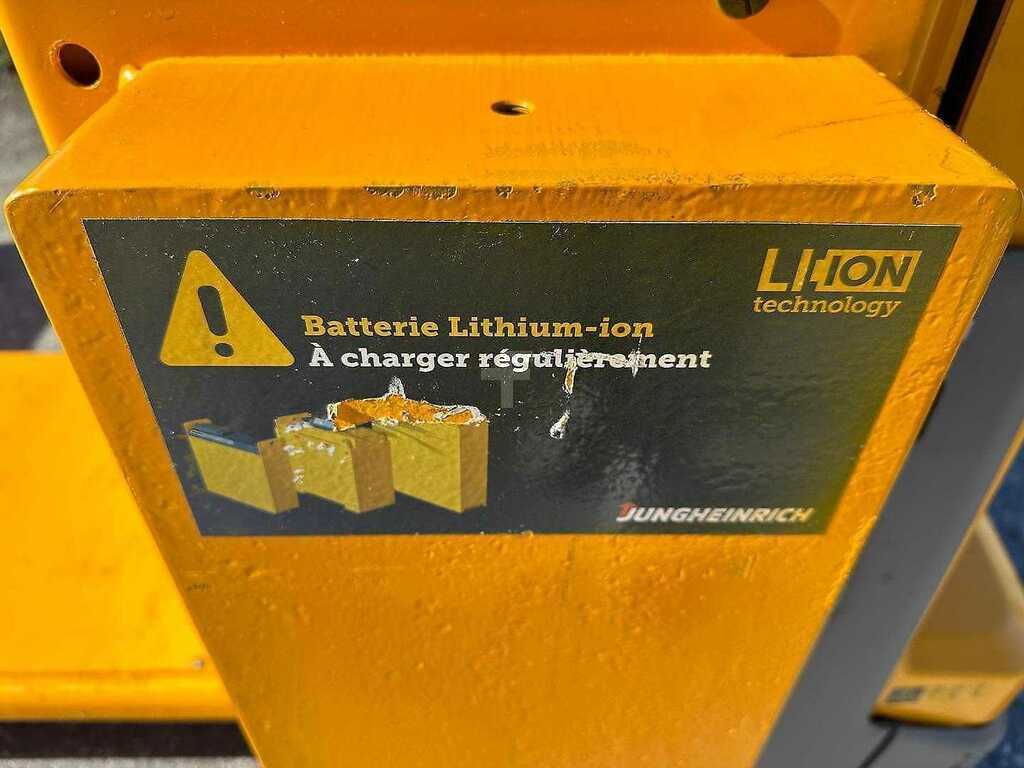 LI-ION
technology
Batterie Lithium-ion
À charger régulièrement
T
JUNGHEINRICH